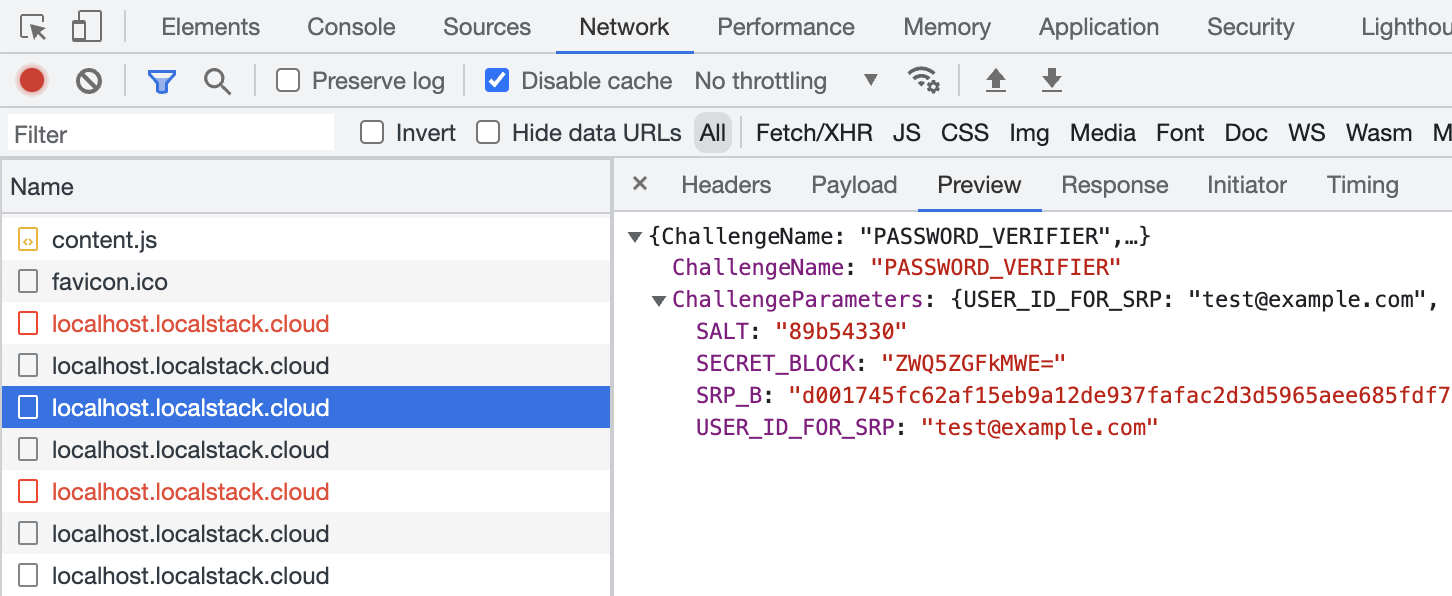 Elements Console Sources Network Performance Memory Application Security Lighthou
Preserve log Disable cache No throttling
Filter Invert Hide data URLs All Fetch/XHR JS CSS Img Media Font Doc WS Wasm M
Name
× Headers Payload Preview Response Initiator Timing
content.js
favicon.ico
localhost.localstack.cloud
localhost.localstack.cloud
localhost.localstack.cloud
localhost.localstack.cloud
localhost.localstack.cloud
localhost.localstack.cloud
localhost.localstack.cloud
{ChallengeName: "PASSWORD_VERIFIER",…}
ChallengeName: "PASSWORD_VERIFIER"
ChallengeParameters: {USER_ID_FOR_SRP: "test@example.com",
SALT: "89b54330"
SECRET_BLOCK: "ZWQ5ZGFkMWE="
SRP_B: "d001745fc62af15eb9a12de937fafac2d3d5965aee685fdf7
USER_ID_FOR_SRP: "test@example.com"